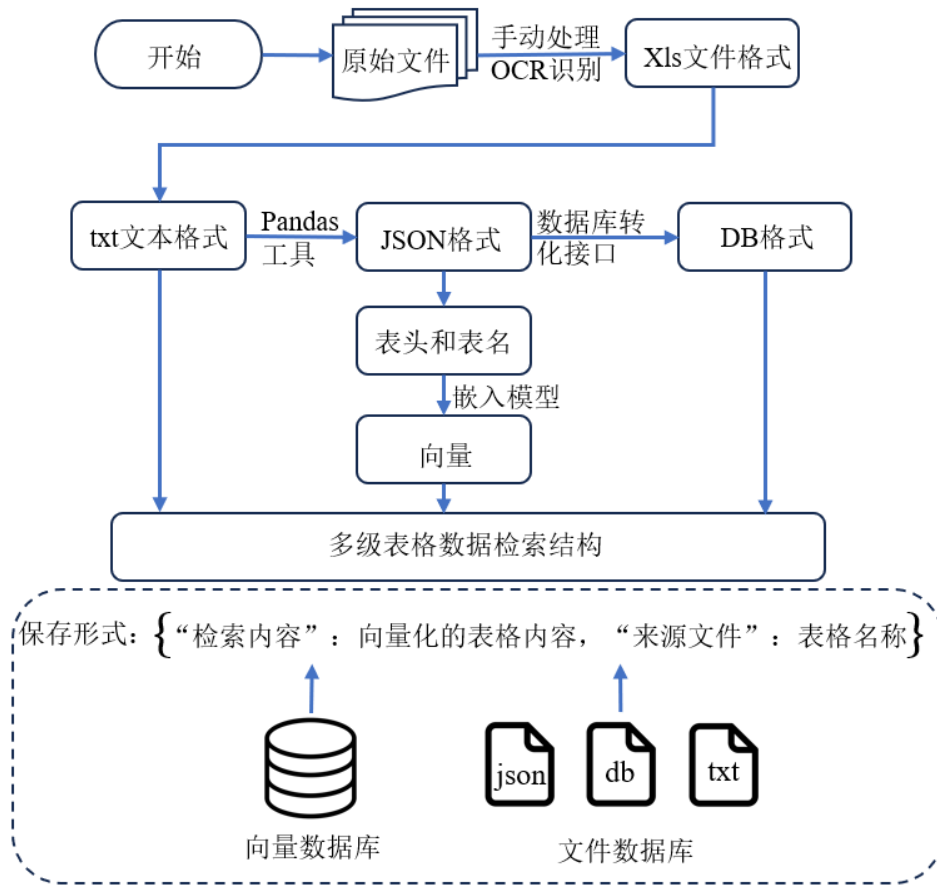 开始
原始文件
手动处理
OCR识别
Xls文件格式
txt文本格式
Pandas
工具
JSON格式
数据库转
化接口
DB格式
表头和表名
嵌入模型
向量
多级表格数据检索结构
保存形式：{“检索内容”：向量化的表格内容，“来源文件”：表格名称}
json
db
txt
向量数据库
文件数据库